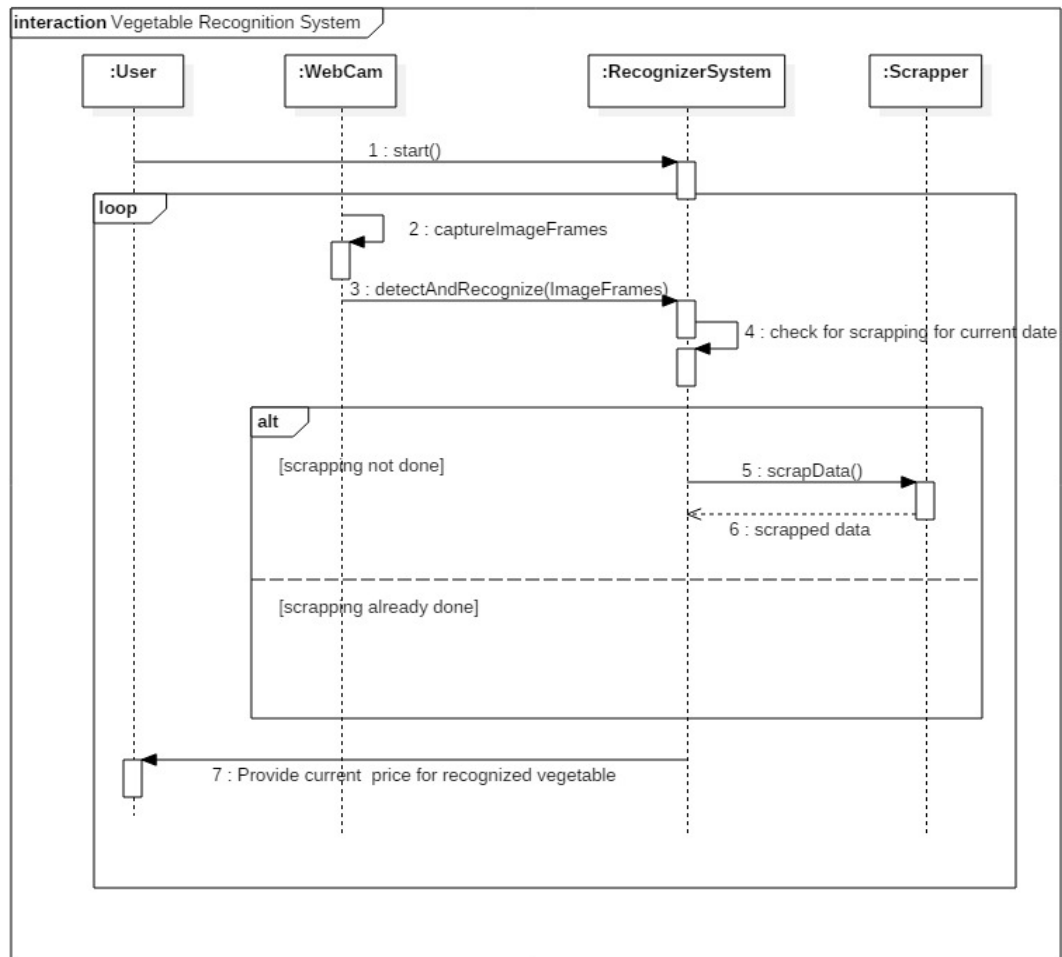 interaction Vegetable Recognition System
:User
:WebCam
:RecognizerSystem
:Scrapper
1 : start()
loop
2 : captureImageFrames
3 : detectAndRecognize(ImageFrames)
4 : check for scrapping for current date
alt
[scrapping not done]
5 : scrapData()
6 : scrapped data
[scrapping already done]
7 : Provide current  price for recognized vegetable